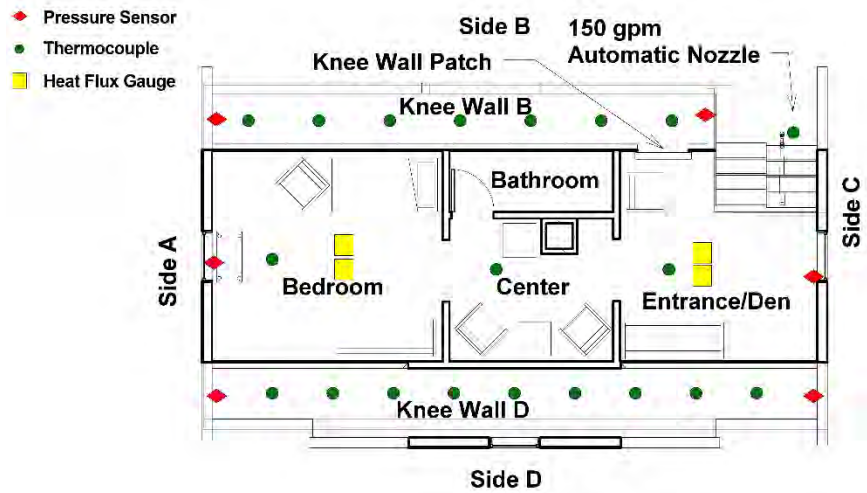 Pressure Sensor
Thermocouple
Heat Flux Gauge
Side B
150 gpm
Automatic Nozzle
Knee Wall Patch
Knee Wall B
Bathroom
Side A
Side C
Bedroom
Center
Entrance/Den
Knee Wall D
Side D